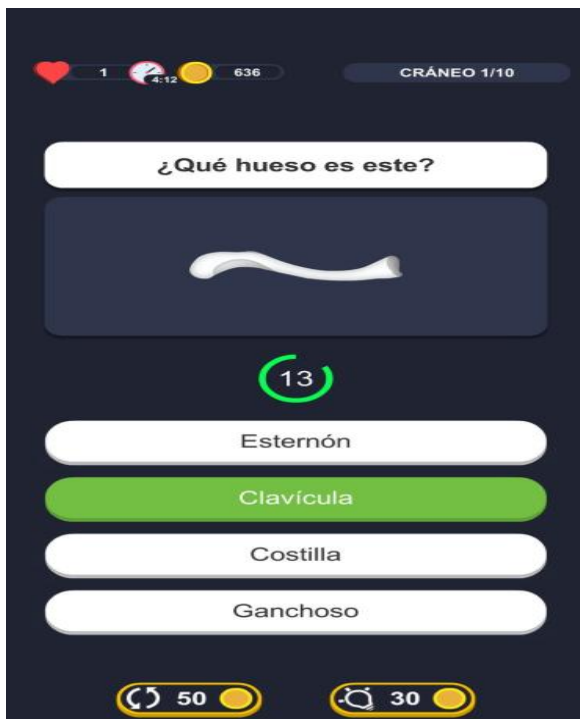 1 4:12 636 CRÁNEO 1/10
¿Qué hueso es este?
13
Esternón
Clavícula
Costilla
Ganchoso
50 30